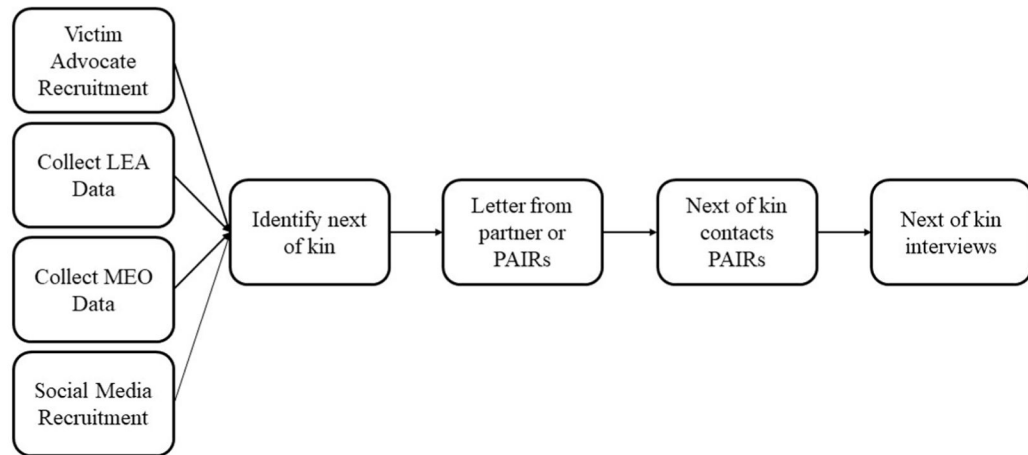 Victim
Advocate
Recruitment
Collect LEA
Data
Collect MEO
Data
Social Media
Recruitment
Identify next
of kin
Letter from
partner or
PAIRs
Next of kin
contacts
PAIRs
Next of kin
interviews